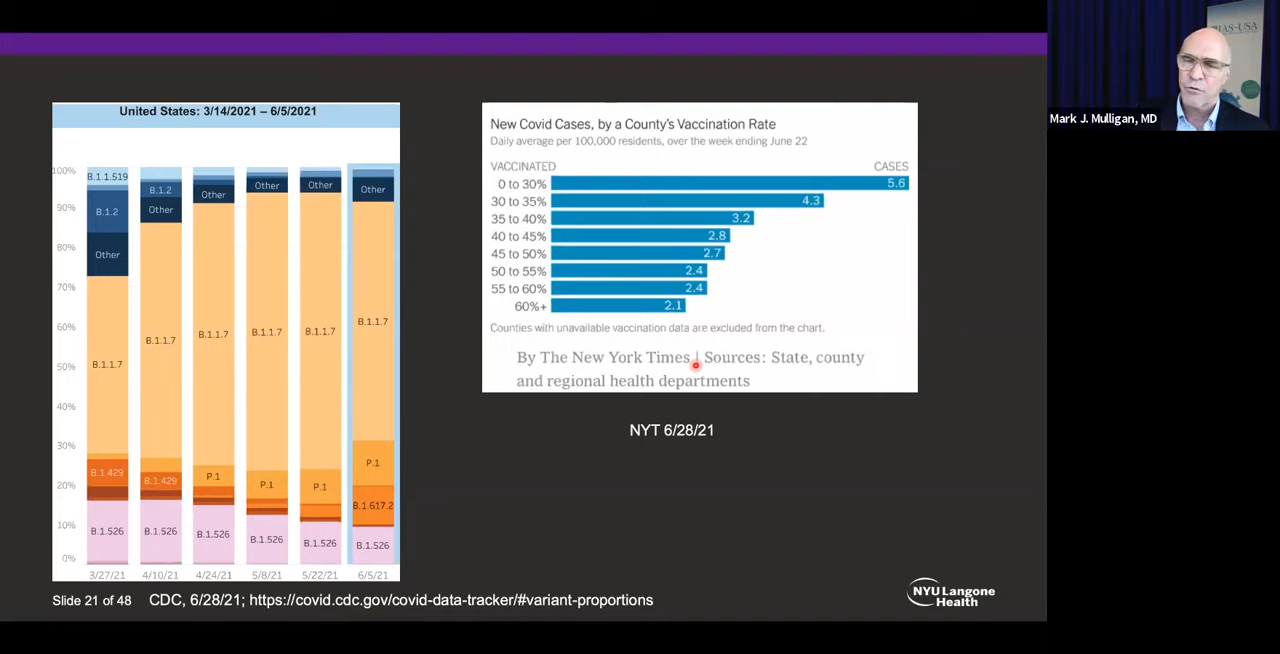 United States: 3/14/2021 – 6/5/2021
100%
90%
80%
70%
60%
50%
40%
30%
20%
10%
0%
B.1.1.519
B.1.2
Other
B.1.1.7
B.1.429
B.1.526
3/27/21
B.1.2
Other
B.1.1.7
B.1.429
B.1.526
4/10/21
Other
B.1.1.7
P.1
B.1.526
4/24/21
Other
B.1.1.7
P.1
B.1.526
5/8/21
Other
B.1.1.7
P.1
B.1.526
5/22/21
Other
B.1.1.7
P.1
B.1.617.2
B.1.526
6/5/21
New Covid Cases, by a County's Vaccination Rate
Daily average per 100,000 residents, over the week ending June 22
VACCINATED CASES
0 to 30% 5.6
30 to 35% 4.3
35 to 40% 3.2
40 to 45% 2.8
45 to 50% 2.7
50 to 55% 2.4
55 to 60% 2.4
60%+ 2.1
Counties with unavailable vaccination data are excluded from the chart.
By The New York Times | Sources: State, county
and regional health departments
NYT 6/28/21
Slide 21 of 48 CDC, 6/28/21; https://covid.cdc.gov/covid-data-tracker/#variant-proportions
NYU Langone
Health
IAS-USA
Mark J. Mulligan, MD